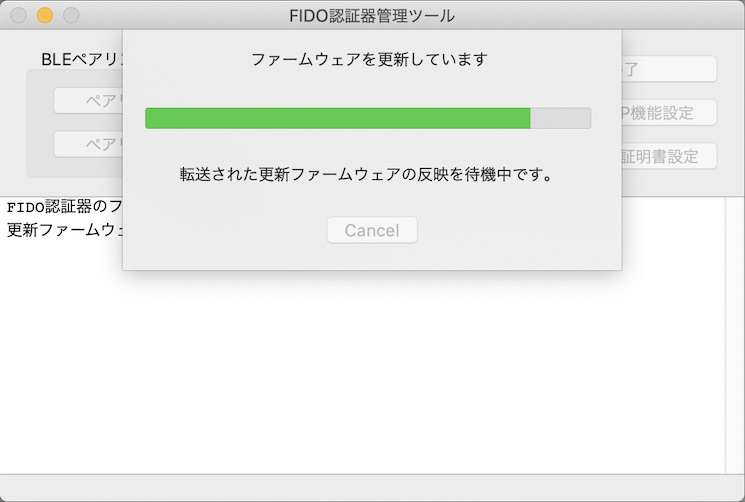 FIDO認証器管理ツール
BLEペアリ
ファームウェアを更新しています
了
ペアリ
P機能設定
ペアリ
証明書設定
転送された更新ファームウェアの反映を待機中です。
FIDO認証器のフ
更新ファームウェ
Cancel